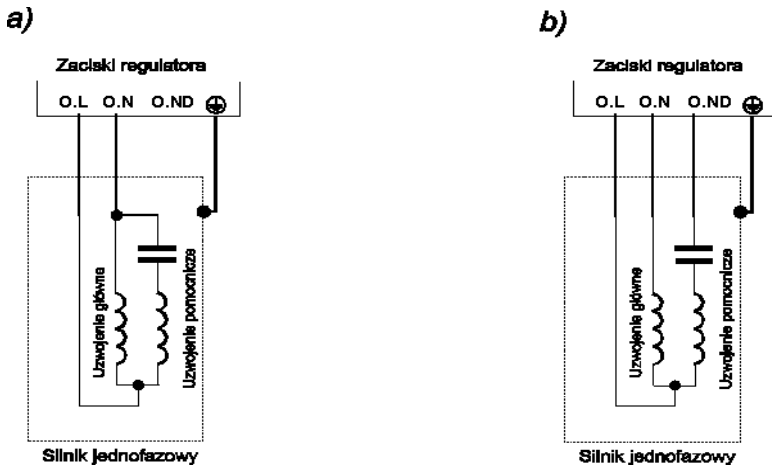 a)
Zaciski regulatora
O.L O.N O.ND
Uzwojenie główne
Uzwojenie pomocnicze
Silnik jednofazowy
b)
Zaciski regulatora
O.L O.N O.ND
Uzwojenie główne
Uzwojenie pomocnicze
Silnik jednofazowy